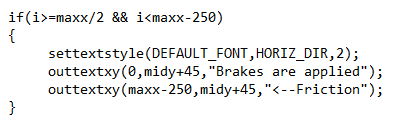 if(i>=maxx/2 && i<maxx-250)
{
settextstyle(DEFAULT_FONT,HORIZ_DIR,2);
outtextxy(0,midy+45,"Brakes are applied");
outtextxy(maxx-250,midy+45,"<--Friction");
}